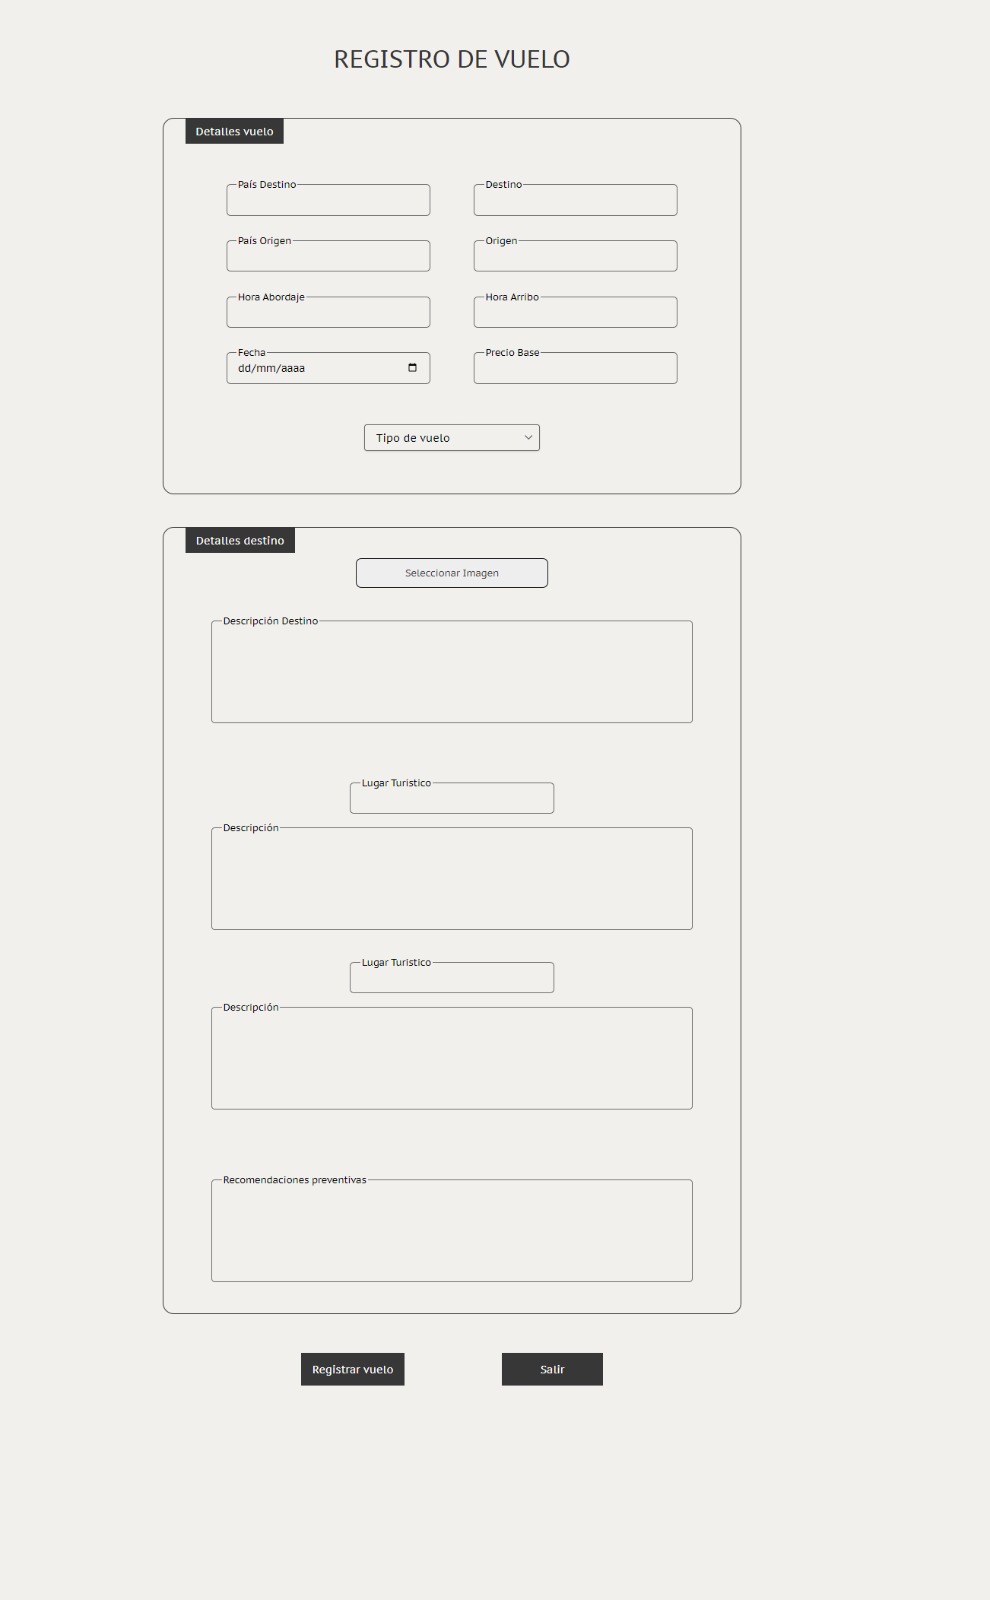 REGISTRO DE VUELO
Detalles vuelo
País Destino
Destino
País Origen
Origen
Hora Abordaje
Hora Arribo
Fecha
Precio Base
dd/mm/aaaa
Tipo de vuelo
Detalles destino
Seleccionar Imagen
Descripción Destino
Lugar Turistico
Descripción
Lugar Turistico
Descripción
Recomendaciones preventivas
Registrar vuelo
Salir